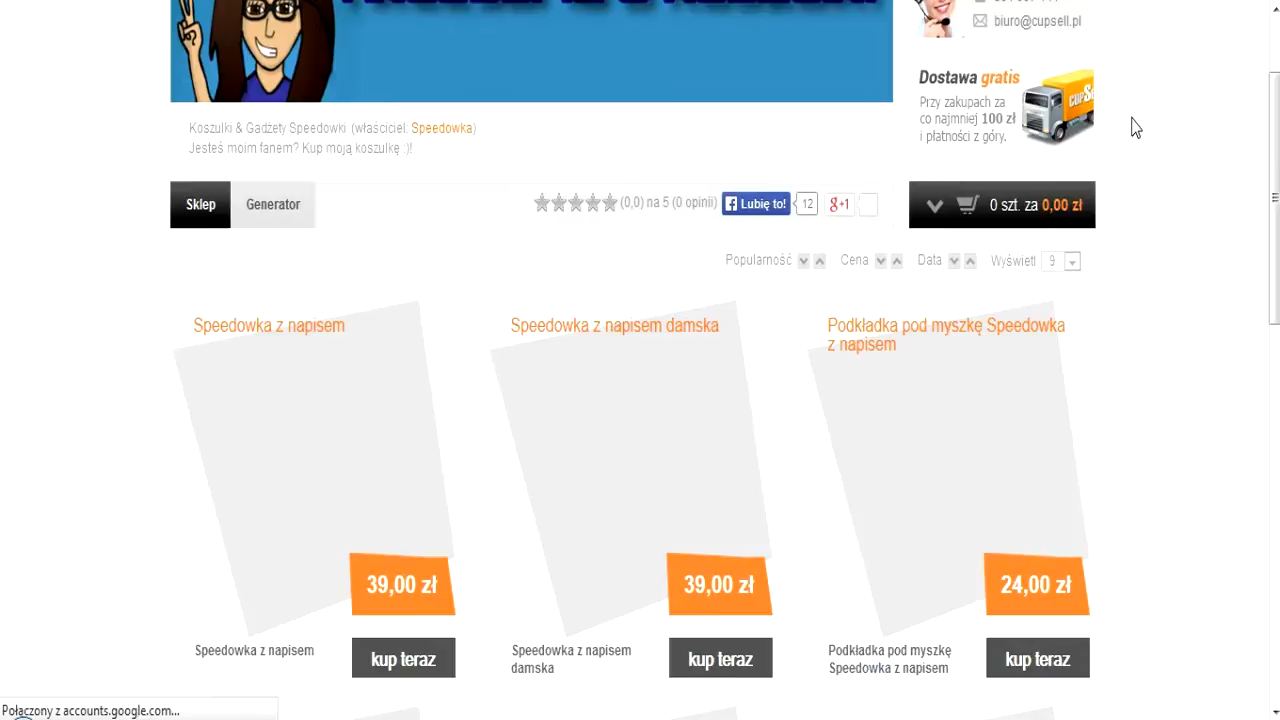 biuro@cupsell.pl
Dostawa gratis
Przy zakupach za
co najmniej 100 zł
i płatności z góry.
Koszulki & Gadżety Speedowki (właściciel: Speedowka)
Jesteś moim fanem? Kup moją koszulkę :)!
Sklep
Generator
(0,0) na 5 (0 opinii)
Lubię to!
12
g+1
0 szt. za 0,00 zł
Popularność
Cena
Data
Wyświetl
9
Speedowka z napisem
Speedowka z napisem damska
Podkładka pod myszkę Speedowka
z napisem
39,00 zł
39,00 zł
24,00 zł
Speedowka z napisem
kup teraz
Speedowka z napisem
damska
kup teraz
Podkładka pod myszkę
Speedowka z napisem
kup teraz
Połączony z accounts.google.com...